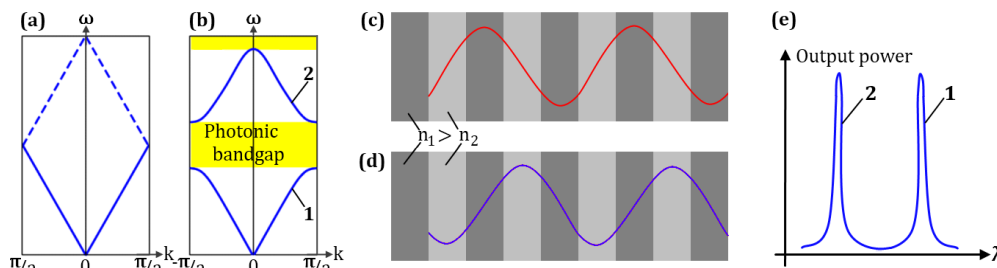 (a)
ω
k
0
(b)
ω
2
Photonic
bandgap
1
k
0
(c)
n1 > n2
(d)
(e)
Output power
2
1